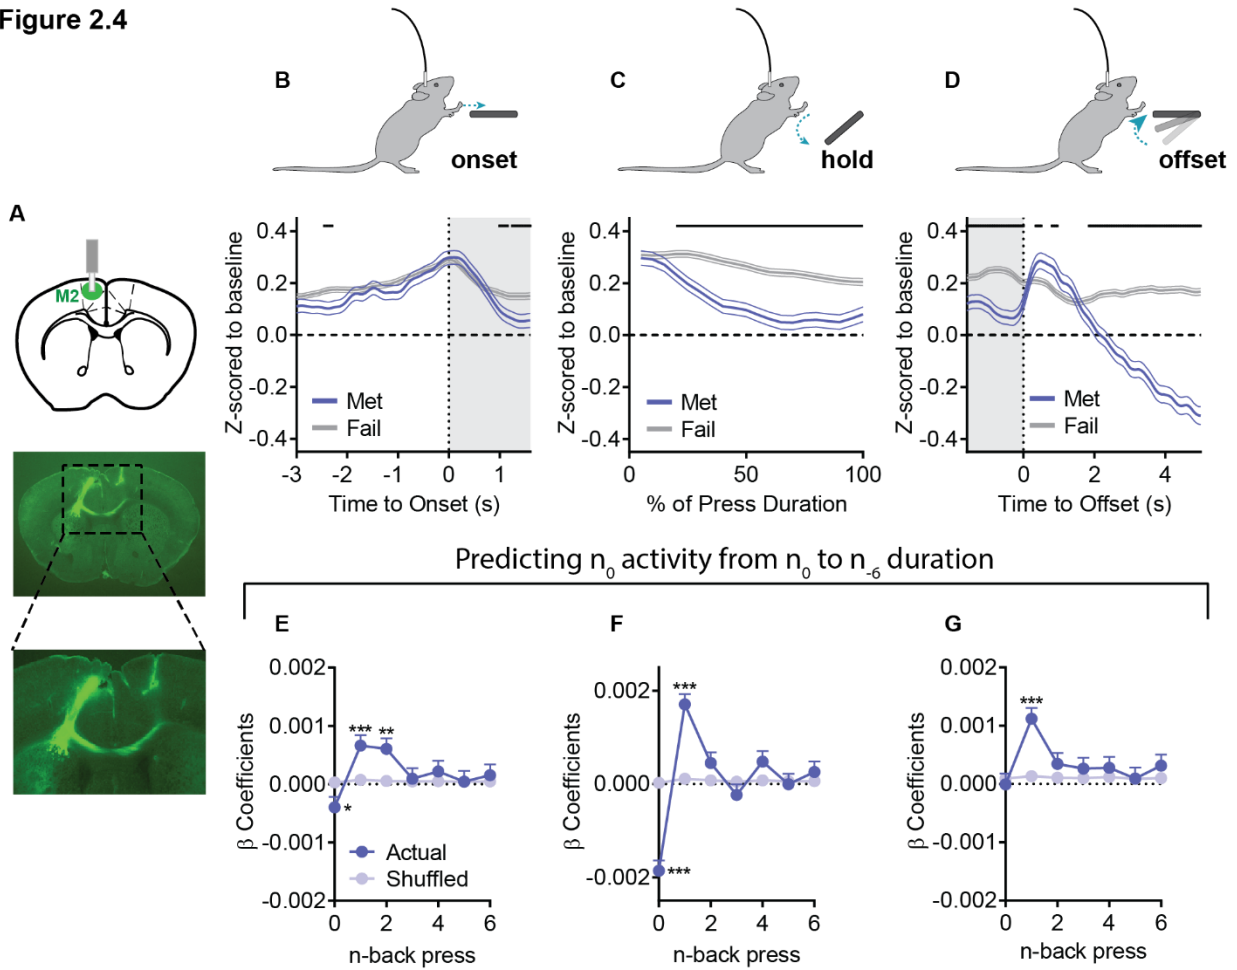 Figure 2.4
B
onset
C
hold
D
offset
A
M2
Z-scored to baseline
0.4
0.2
0.0
-0.2
-0.4
Met
Fail
-3 -2 -1 0 1
Time to Onset (s)
Z-scored to baseline
0.4
0.2
0.0
-0.2
-0.4
Met
Fail
0 50 100
% of Press Duration
Z-scored to baseline
0.4
0.2
0.0
-0.2
-0.4
Met
Fail
0 2 4
Time to Offset (s)
Predicting n0 activity from n0 to n-6 duration
E
β Coefficients
0.002
0.001
0.000
-0.001
-0.002
*** **
*
Actual
Shuffled
0 2 4 6
n-back press
F
β Coefficients
0.002
0.000
-0.002
***
***
0 2 4 6
n-back press
G
β Coefficients
0.002
0.001
0.000
-0.001
-0.002
***
0 2 4 6
n-back press